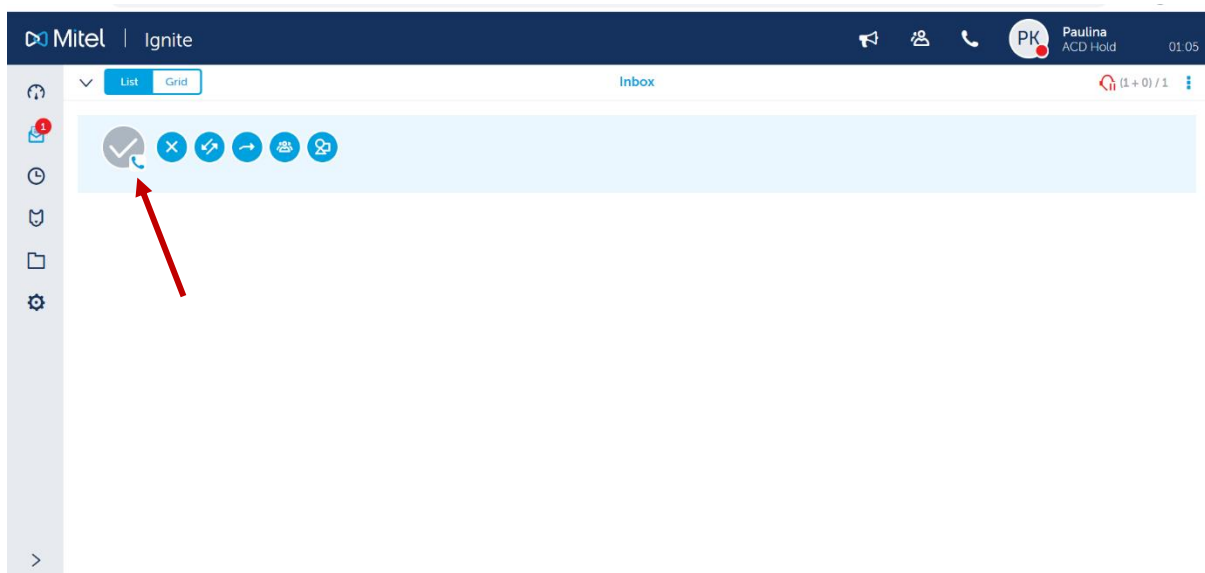 Mitel | Ignite
PK
Paulina
ACD Hold
01:05
List
Grid
Inbox
(1 + 0) / 1
1